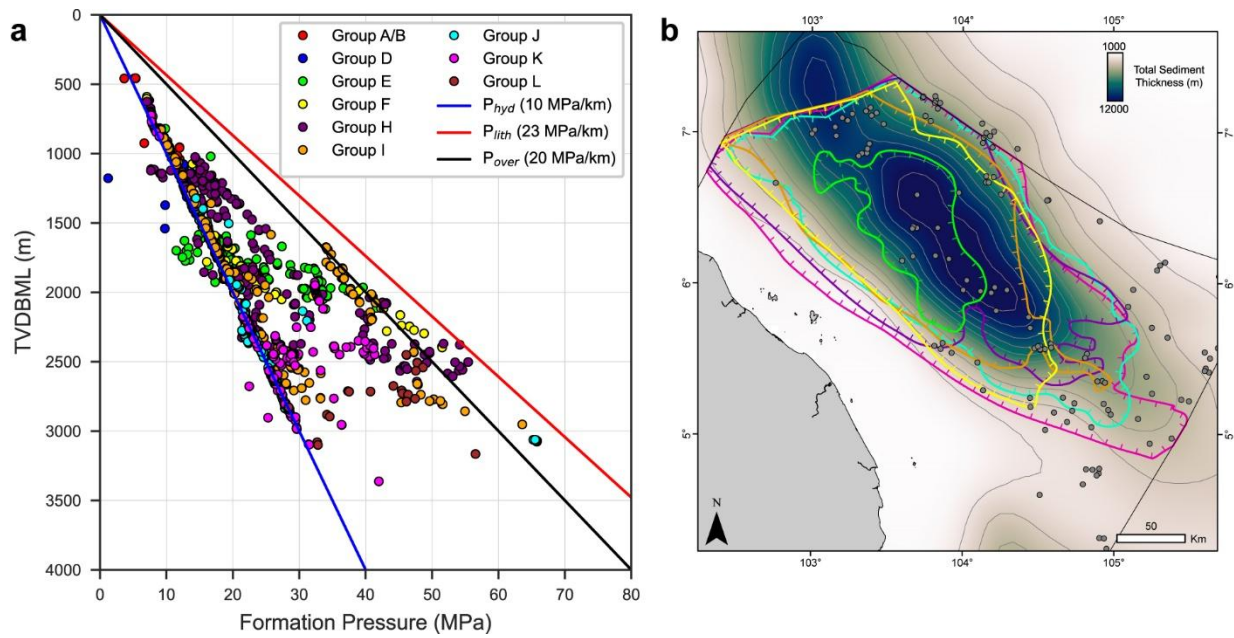 a
0
500
1000
1500
2000
2500
3000
3500
4000
TVDBML (m)
0 10 20 30 40 50 60 70 80
Formation Pressure (MPa)
Group A/B
Group D
Group E
Group F
Group H
Group I
Group J
Group K
Group L
P_hyd (10 MPa/km)
P_lith (23 MPa/km)
P_over (20 MPa/km)
b
103° 104° 105°
7° 7°
6° 6°
5° 5°
103° 104° 105°
1000
Total Sediment
Thickness (m)
12000
N
50
Km